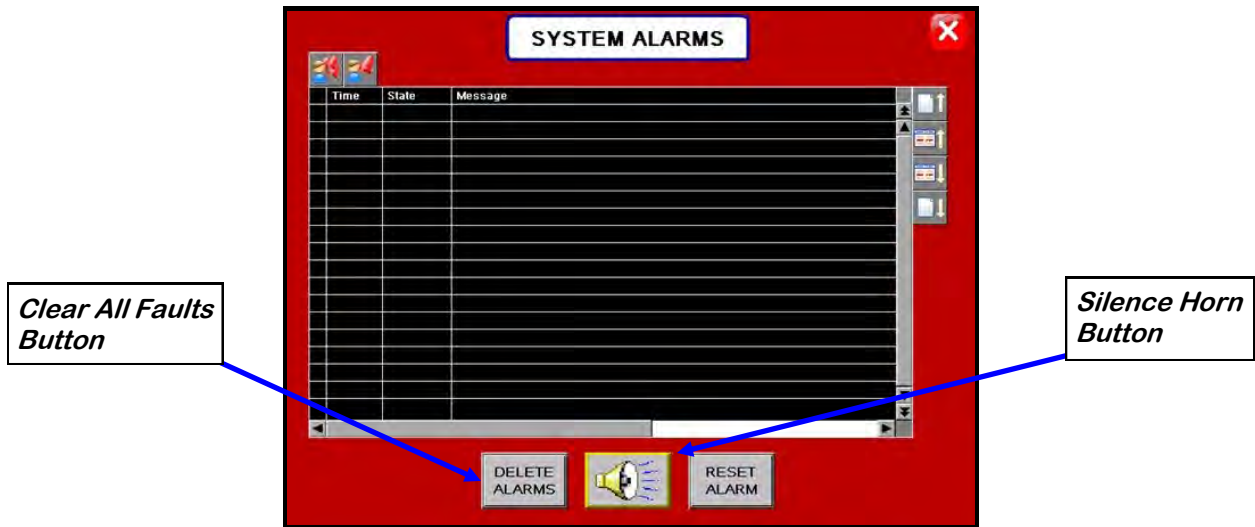 SYSTEM ALARMS
Time State Message
Clear All Faults
Button
Silence Horn
Button
DELETE
ALARMS
RESET
ALARM